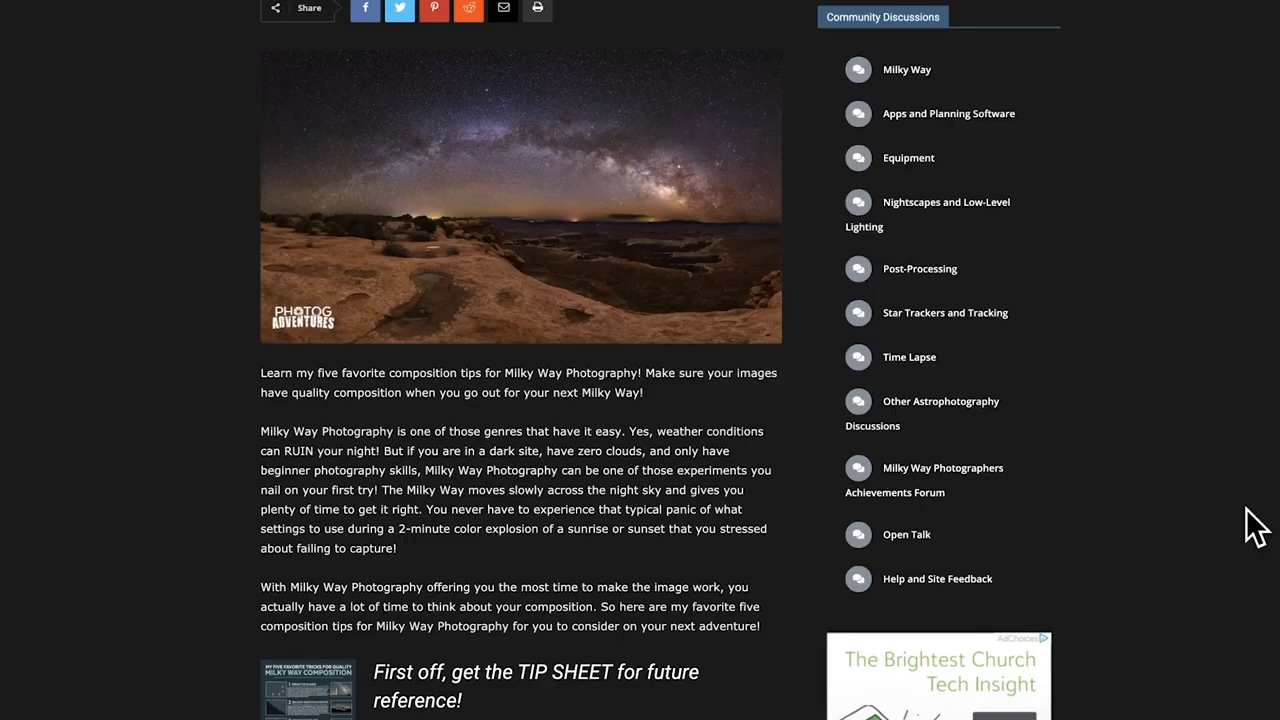 Share
Community Discussions
Milky Way
Apps and Planning Software
Equipment
Nightscapes and Low-Level
Lighting
Post-Processing
Star Trackers and Tracking
Time Lapse
Other Astrophotography
Discussions
Milky Way Photographers
Achievements Forum
Open Talk
Help and Site Feedback
PHOTOG
ADVENTURES
Learn my five favorite composition tips for Milky Way Photography! Make sure your images
have quality composition when you go out for your next Milky Way!
Milky Way Photography is one of those genres that have it easy. Yes, weather conditions
can RUIN your night! But if you are in a dark site, have zero clouds, and only have
beginner photography skills, Milky Way Photography can be one of those experiments you
nail on your first try! The Milky Way moves slowly across the night sky and gives you
plenty of time to get it right. You never have to experience that typical panic of what
settings to use during a 2-minute color explosion of a sunrise or sunset that you stressed
about failing to capture!
With Milky Way Photography offering you the most time to make the image work, you
actually have a lot of time to think about your composition. So here are my favorite five
composition tips for Milky Way Photography for you to consider on your next adventure!
MY FIVE FAVORITE TRICKS FOR QUALITY
MILKY WAY COMPOSITION
First off, get the TIP SHEET for future
reference!
AdChoices
The Brightest Church
Tech Insight